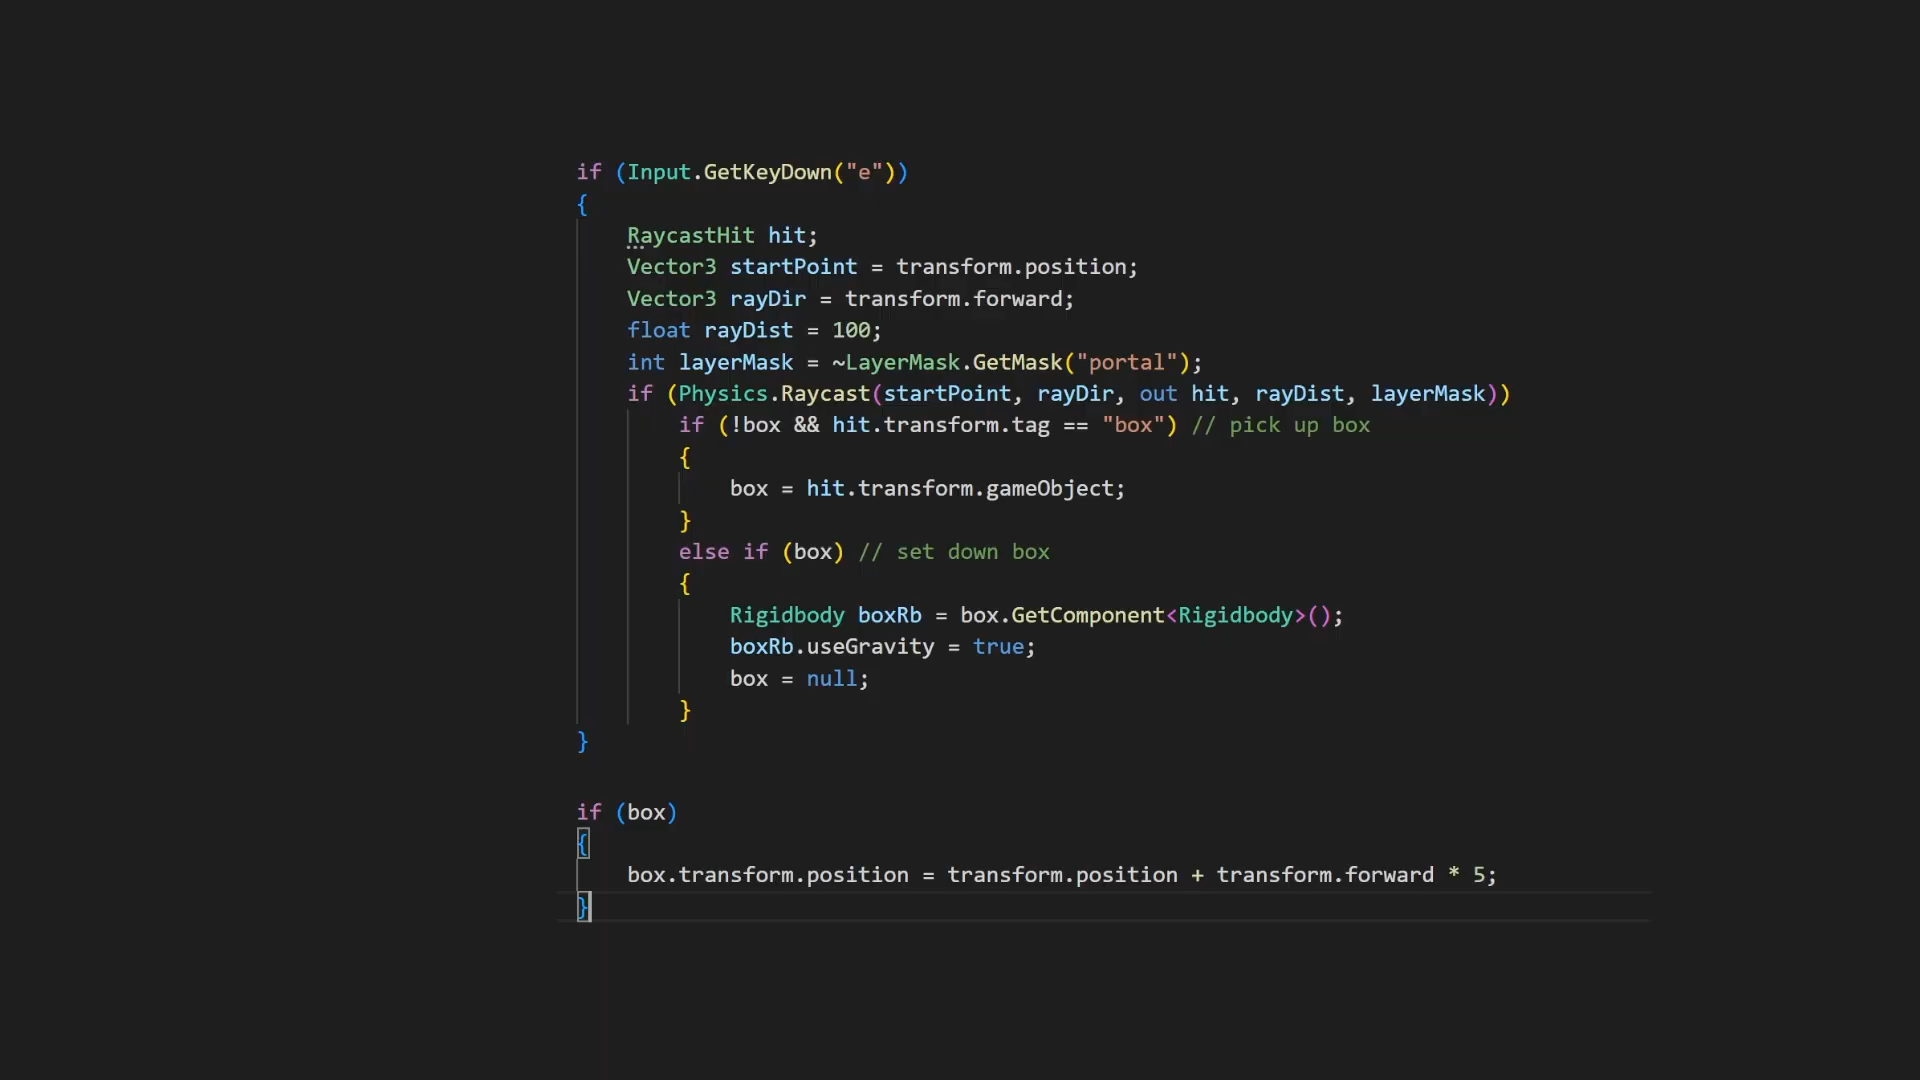 if (Input.GetKeyDown("e"))
{
RaycastHit hit;
Vector3 startPoint = transform.position;
Vector3 rayDir = transform.forward;
float rayDist = 100;
int layerMask = ~LayerMask.GetMask("portal");
if (Physics.Raycast(startPoint, rayDir, out hit, rayDist, layerMask))
if (!box && hit.transform.tag == "box") // pick up box
{
box = hit.transform.gameObject;
}
else if (box) // set down box
{
Rigidbody boxRb = box.GetComponent<Rigidbody>();
boxRb.useGravity = true;
box = null;
}
}
if (box)
{
box.transform.position = transform.position + transform.forward * 5;
}